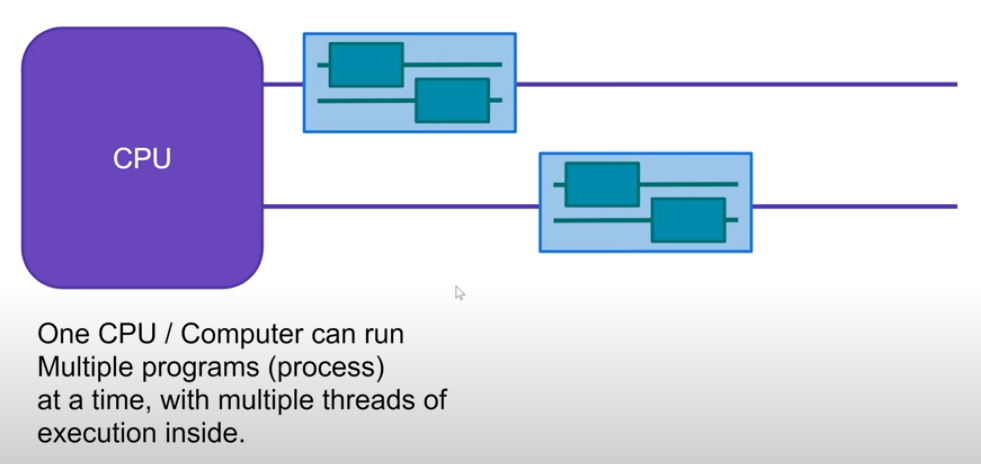 CPU
One CPU / Computer can run
Multiple programs (process)
at a time, with multiple threads of
execution inside.